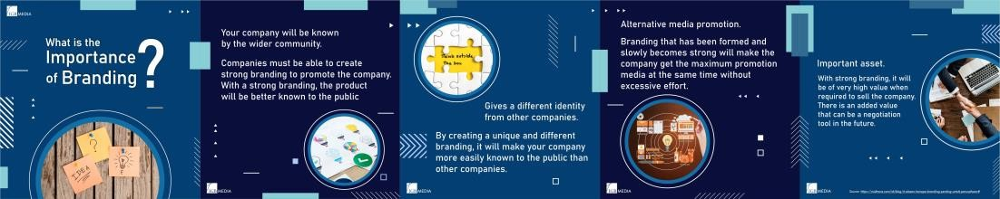 MEDIA
What is the
Importance
of Branding
?
?
IDEA
Your company will be known
by the wider community.
Companies must be able to create
strong branding to promote the company.
With a strong branding, the product
will be better known to the public
MEDIA
Think outside
the box
Gives a different identity
from other companies.
By creating a unique and different
branding, it will make your company
more easily known to the public than
other companies.
MEDIA
Alternative media promotion.
Branding that has been formed and
slowly becomes strong will make the
company get the maximum promotion
media at the same time without
excessive effort.
MEDIA
Important asset.
With strong branding, it will
be of very high value when
required to sell the company.
There is an added value
that can be a negotiation
tool in the future.
MEDIA
Source: